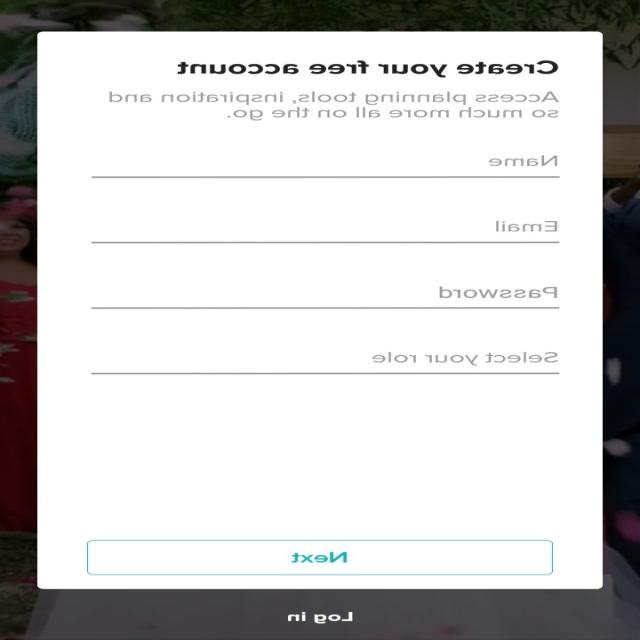 Create your free account
Access planning tools, inspiration and
so much more all on the go.
Name
Email
Password
Select your role
Next
Log in